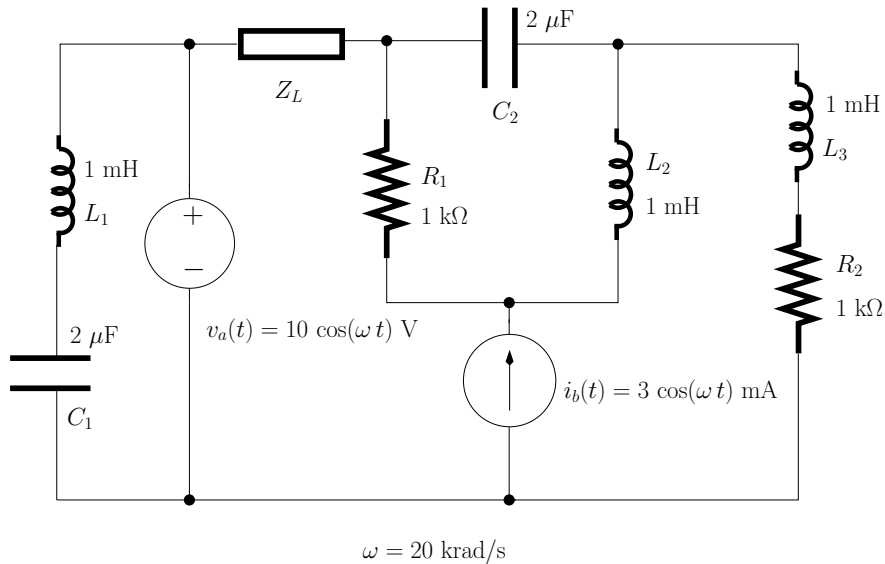 2 μF
Z_L
C_2
1 mH
L_1
+
−
R_1
1 kΩ
L_2
1 mH
1 mH
L_3
R_2
1 kΩ
2 μF
C_1
v_a(t) = 10 cos(ω t) V
i_b(t) = 3 cos(ω t) mA
ω = 20 krad/s